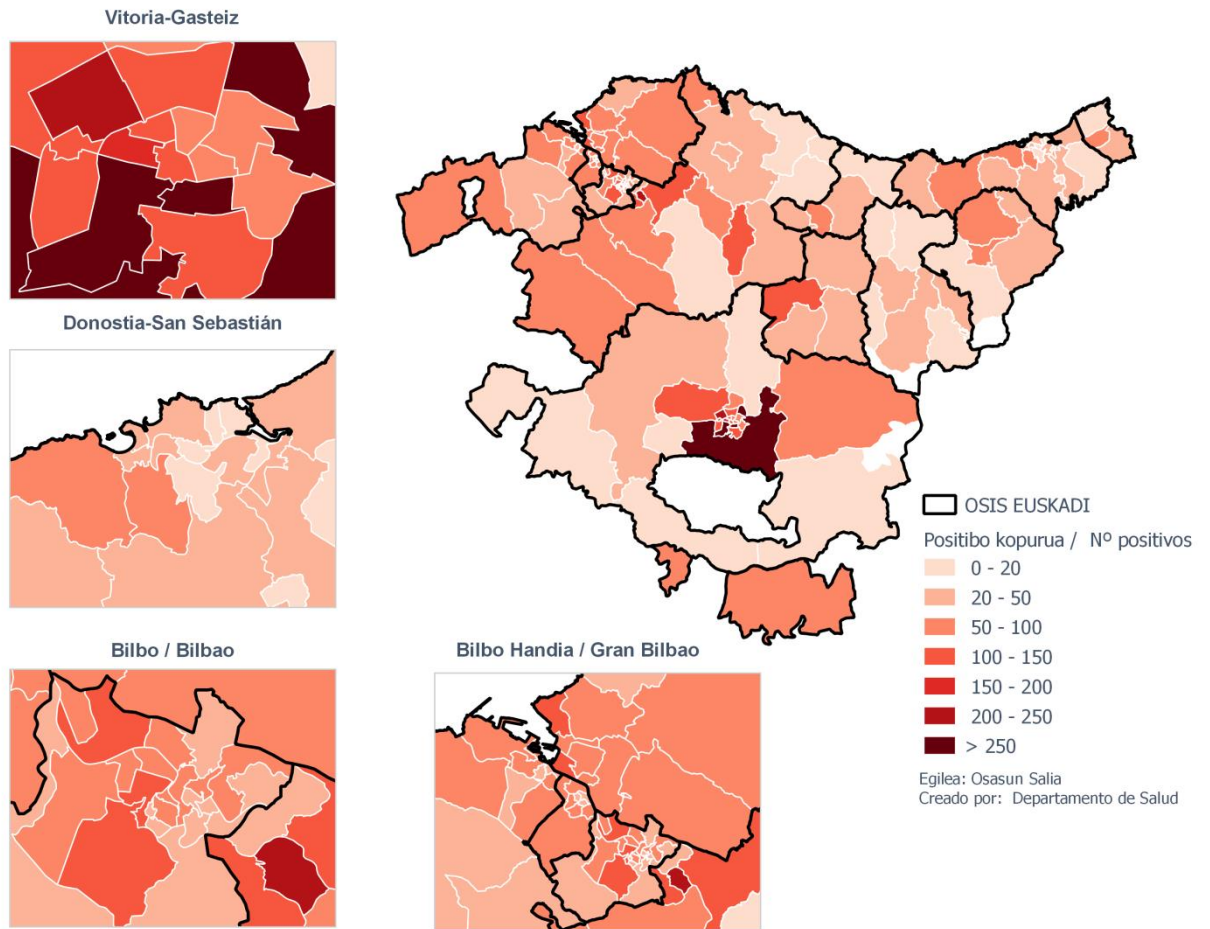 Vitoria-Gasteiz
Donostia-San Sebastián
Bilbo / Bilbao
Bilbo Handia / Gran Bilbao
OSIS EUSKADI
Positibo kopurua / Nº positivos
0 - 20
20 - 50
50 - 100
100 - 150
150 - 200
200 - 250
> 250
Egilea: Osasun Salia
Creado por: Departamento de Salud